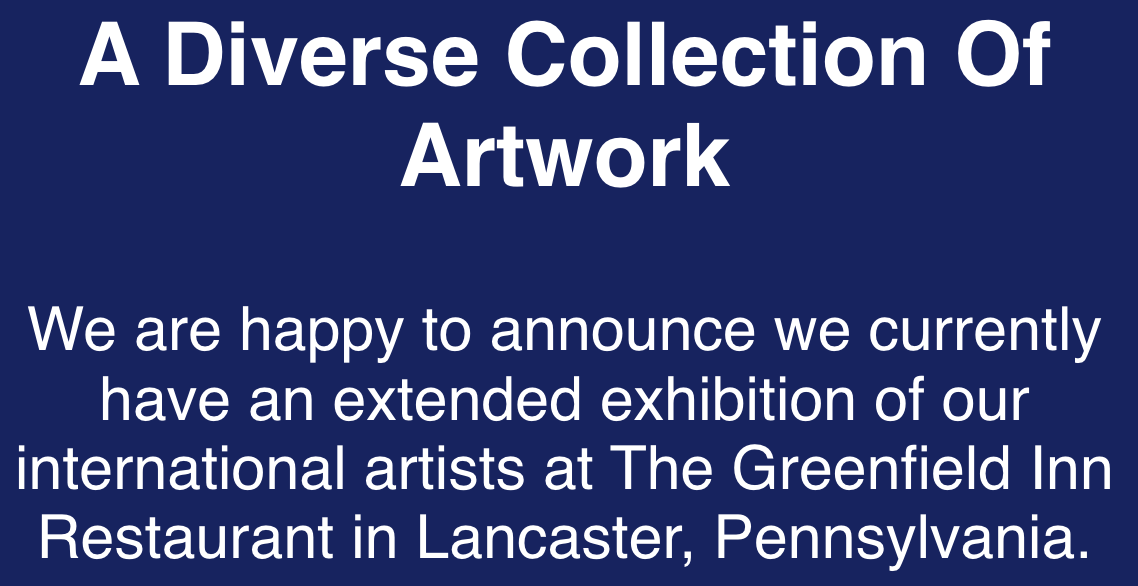 A Diverse Collection Of
Artwork
We are happy to announce we currently
have an extended exhibition of our
international artists at The Greenfield Inn
Restaurant in Lancaster, Pennsylvania.